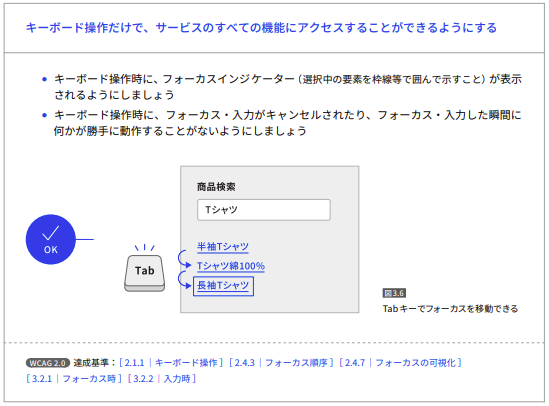 キーボード操作だけで、サービスのすべての機能にアクセスすることができるようにする
● キーボード操作時に、フォーカスインジケーター（選択中の要素を枠線等で囲んで示すこと）が表示
されるようにしましょう
● キーボード操作時に、フォーカス・入力がキャンセルされたり、フォーカス・入力した瞬間に
何かが勝手に動作することがないようにしましょう
商品検索
Tシャツ
半袖Tシャツ
Tシャツ綿100%
長袖Tシャツ
OK
Tab
図3.6
Tabキーでフォーカスを移動できる
WCAG 2.0 達成基準：［2.1.1｜キーボード操作］［2.4.3｜フォーカス順序］［2.4.7｜フォーカスの可視化］
［3.2.1｜フォーカス時］［3.2.2｜入力時］